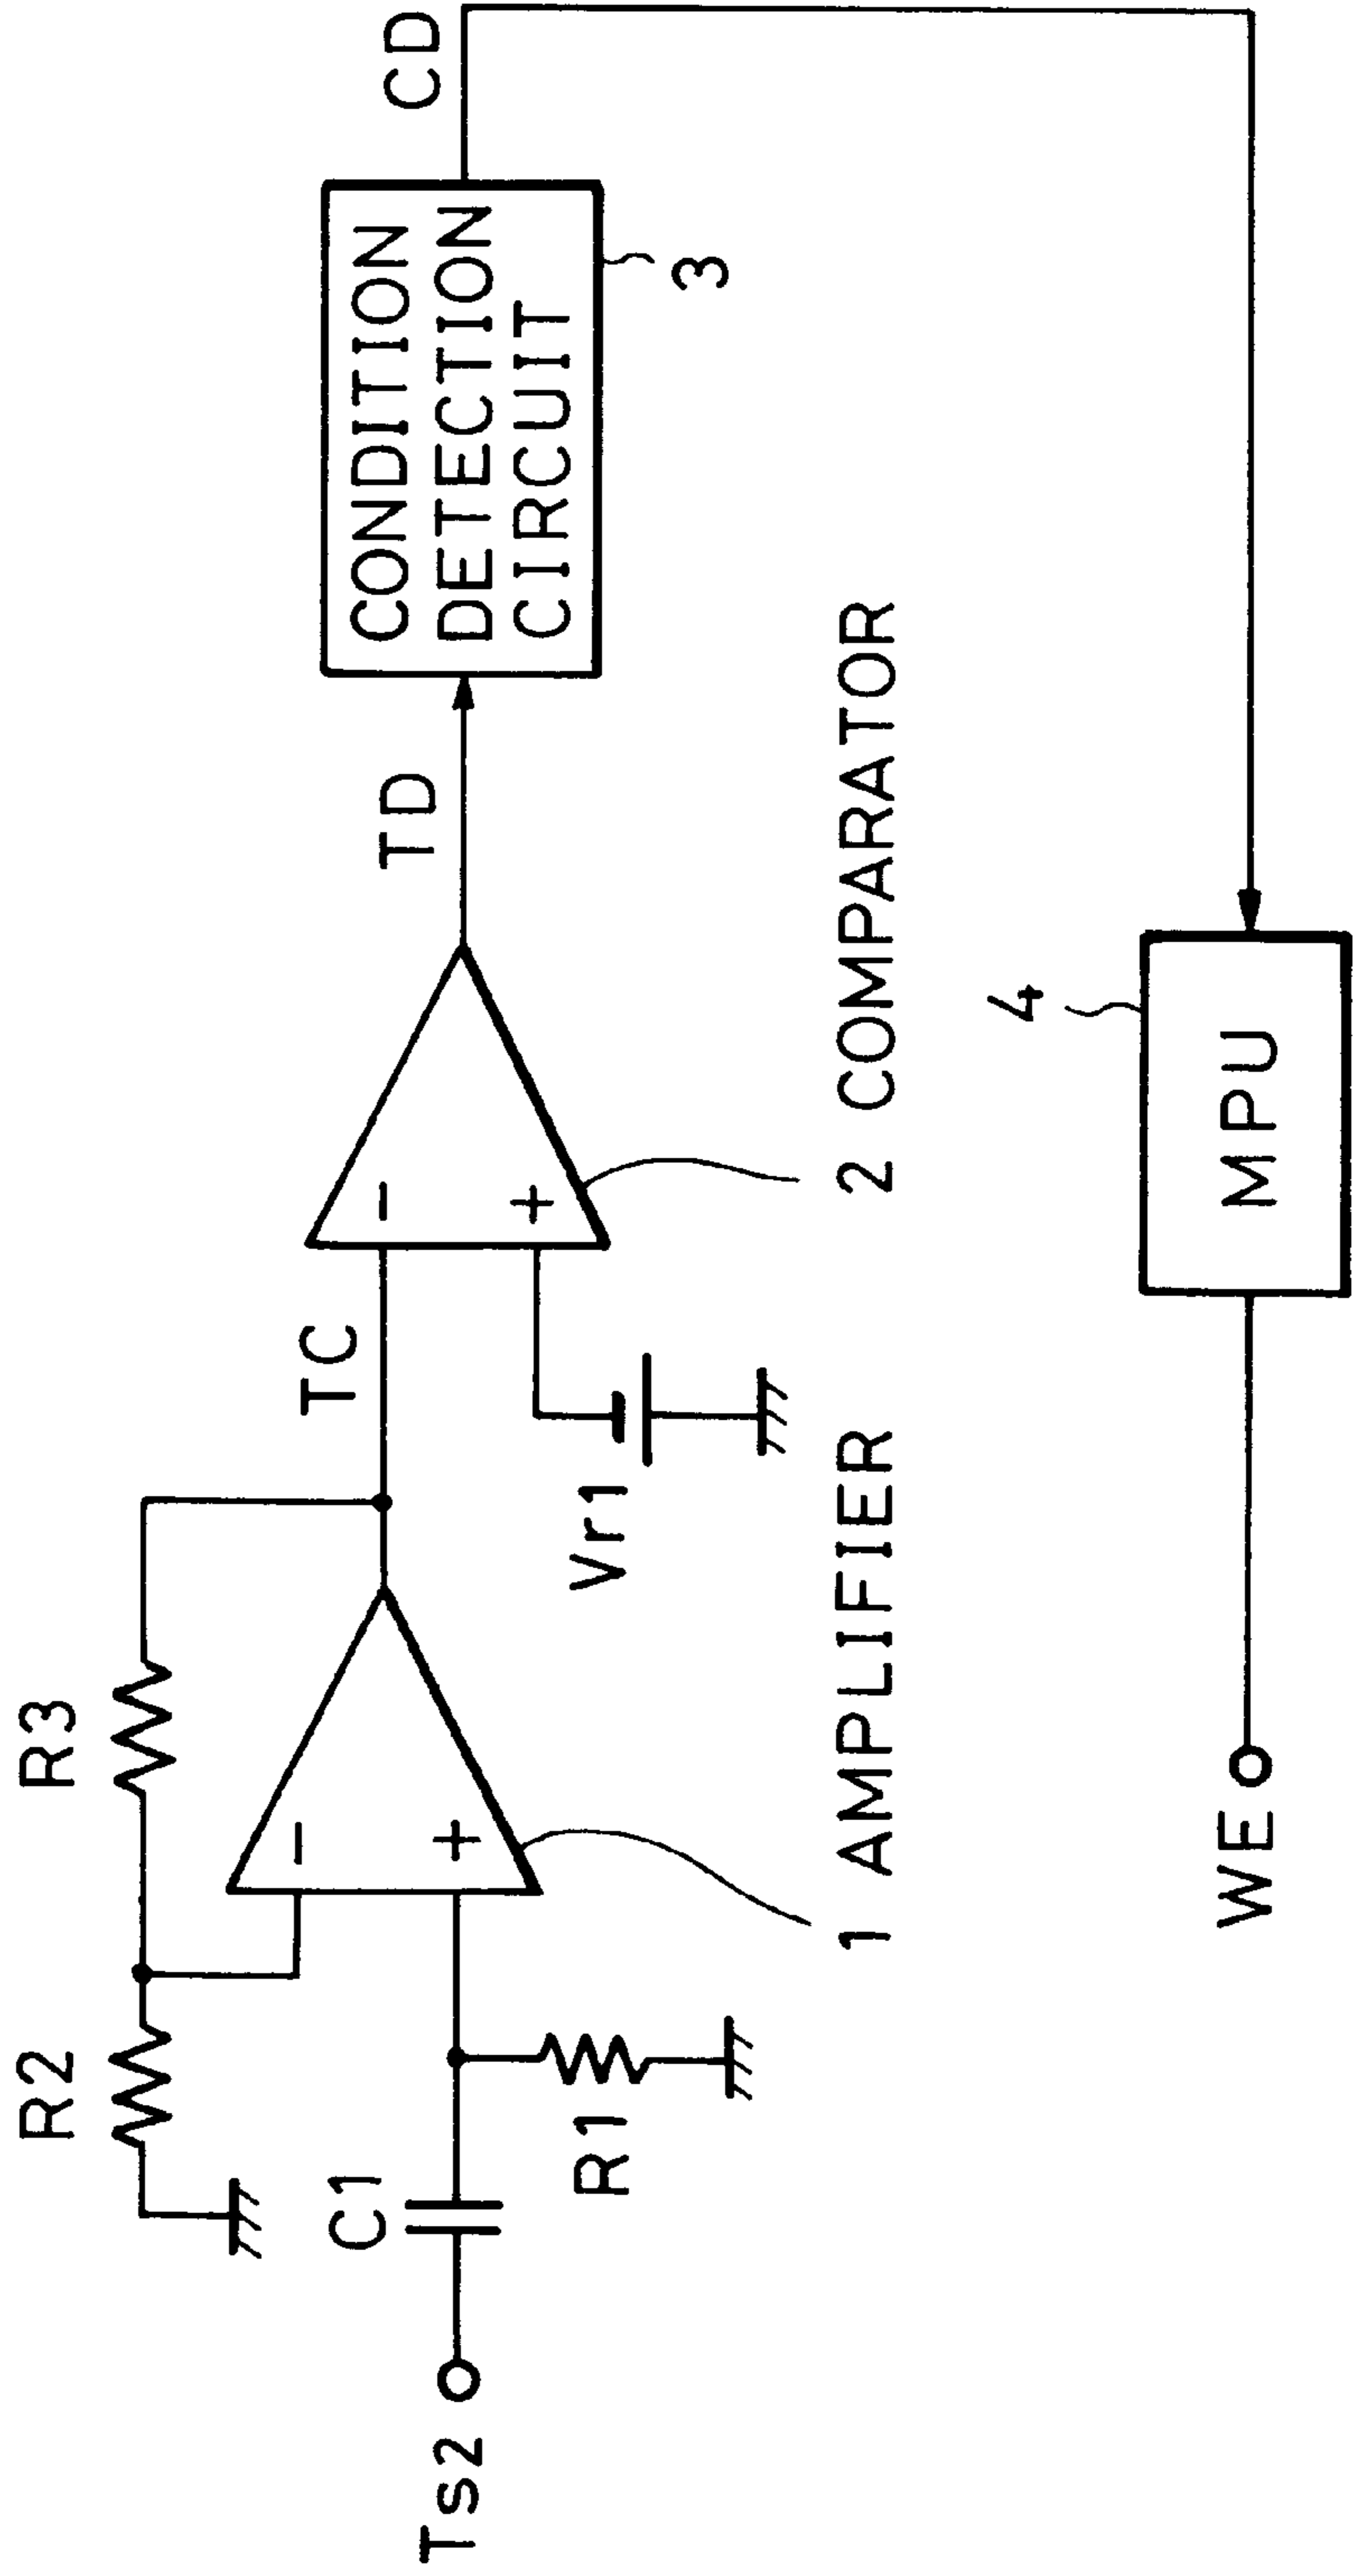 R2
R3
C1
Ts2
R1
-
+
1 AMPLIFIER
TC
Vr1
-
+
2 COMPARATOR
TD
CONDITION
DETECTION
CIRCUIT
3
CD
WE
MPU
4